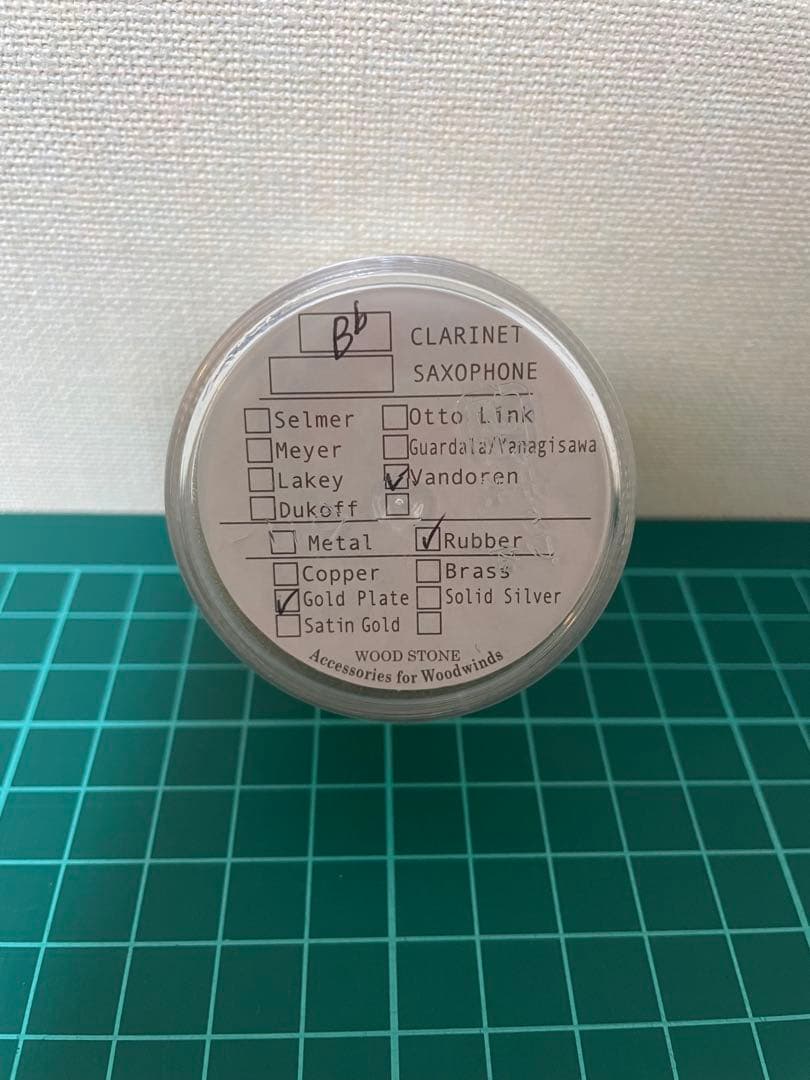 Bb CLARINET
SAXOPHONE
Selmer Otto Link
Meyer Guardala/Yanagisawa
Lakey Vandoren
Dukoff
Metal Rubber
Copper Brass
Gold Plate Solid Silver
Satin Gold
WOOD STONE
Accessories for Woodwinds